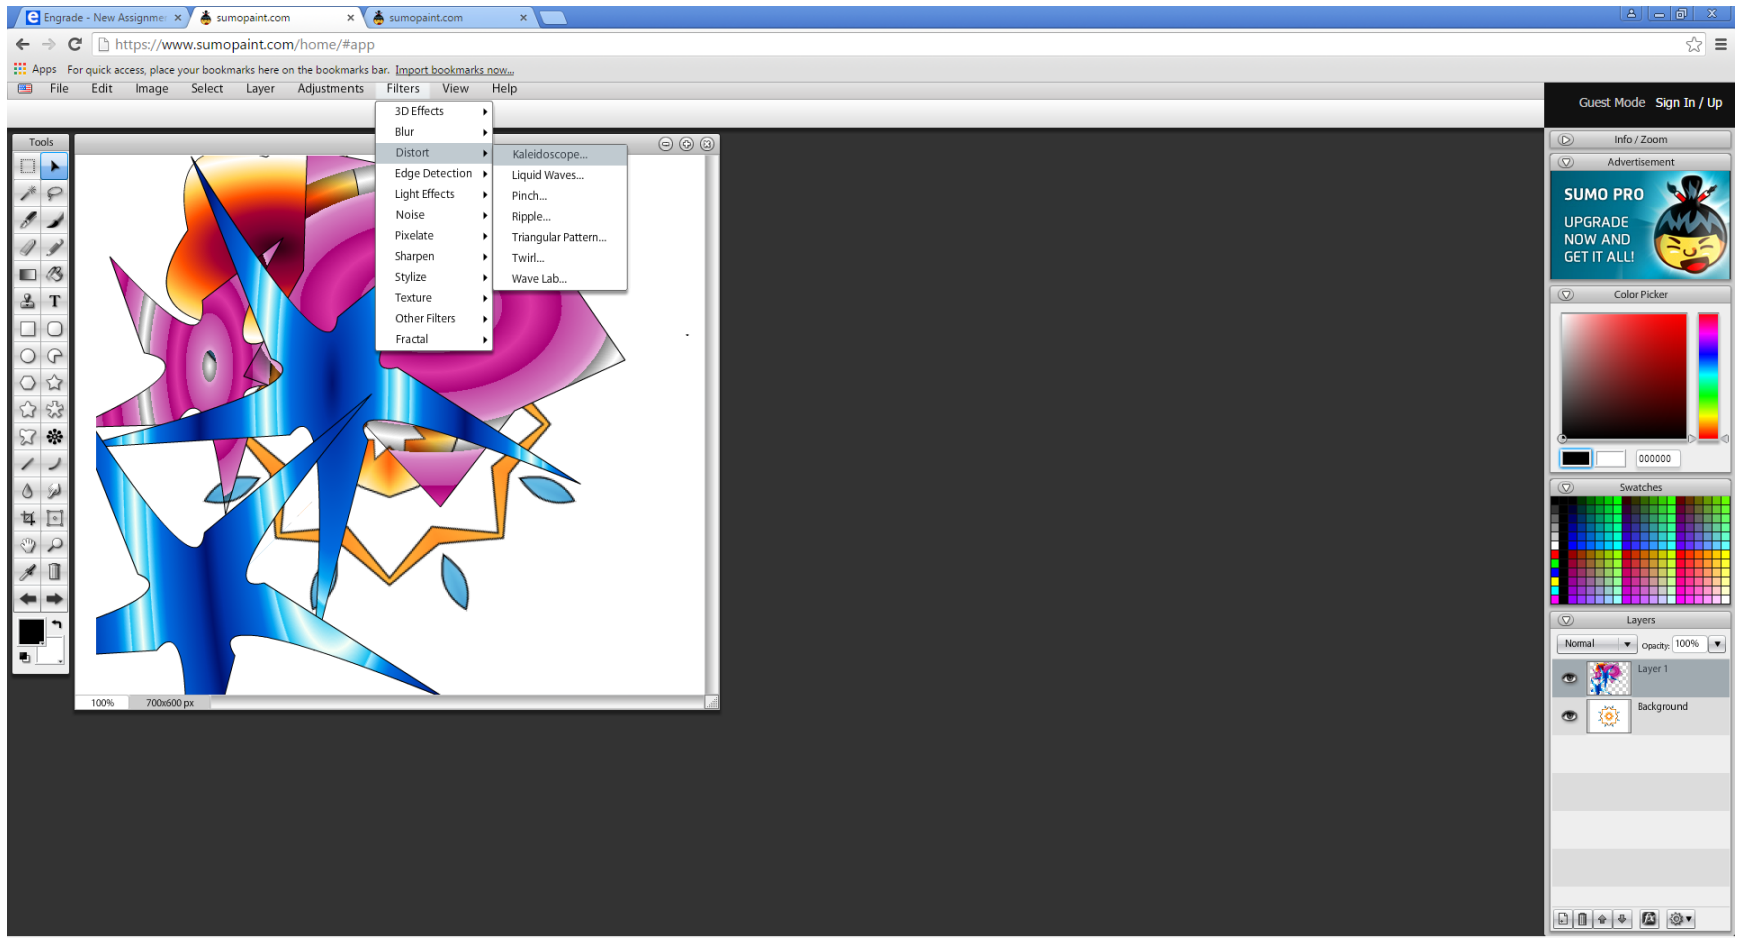 Engrade - New Assignme
sumopaint.com
sumopaint.com
https://www.sumopaint.com/home/#app
Apps For quick access, place your bookmarks here on the bookmarks bar. Import bookmarks now...
File Edit Image Select Layer Adjustments Filters View Help
Guest Mode Sign In / Up
3D Effects
Blur
Distort
Edge Detection
Light Effects
Noise
Pixelate
Sharpen
Stylize
Texture
Other Filters
Fractal
Kaleidoscope...
Liquid Waves...
Pinch...
Ripple...
Triangular Pattern...
Twirl...
Wave Lab...
Tools
T
100% 700x600 px
Info / Zoom
Advertisement
SUMO PRO
UPGRADE
NOW AND
GET IT ALL!
Color Picker
000000
Swatches
Layers
Normal Opacity: 100%
Layer 1
Background